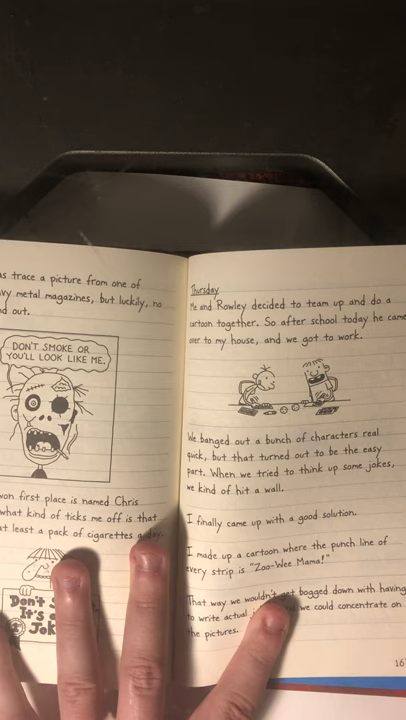 as trace a picture from one of
vy metal magazines, but luckily, no
d out.
DON'T SMOKE OR
YOU'LL LOOK LIKE ME.
won first place is named Chris
what kind of ticks me off is that
at least a pack of cigarettes a day.
Don't
It's
Jok
Thursday
Me and Rowley decided to team up and do a
cartoon together. So after school today he came
over to my house, and we got to work.
We banged out a bunch of characters real
quick, but that turned out to be the easy
part. When we tried to think up some jokes,
we kind of hit a wall.
I finally came up with a good solution.
I made up a cartoon where the punch line of
every strip is "Zoo-Wee Mama!"
That way we wouldn't get bogged down with having
to write actual we could concentrate on
the pictures.
16